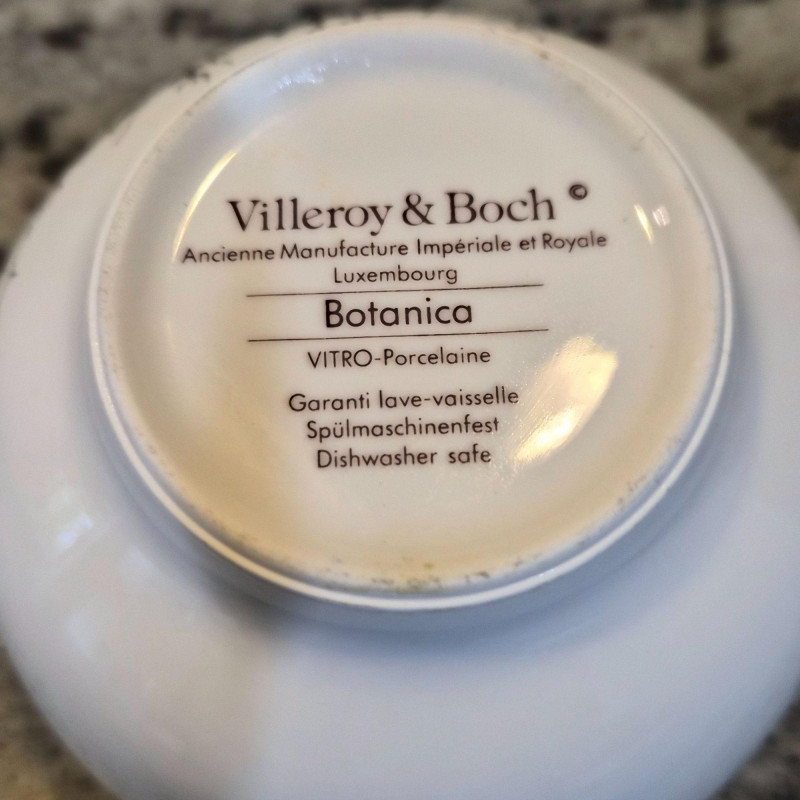 Villeroy & Boch ©
Ancienne Manufacture Impériale et Royale
Luxembourg
Botanica
VITRO-Porcelaine
Garanti lave-vaisselle
Spülmaschinenfest
Dishwasher safe